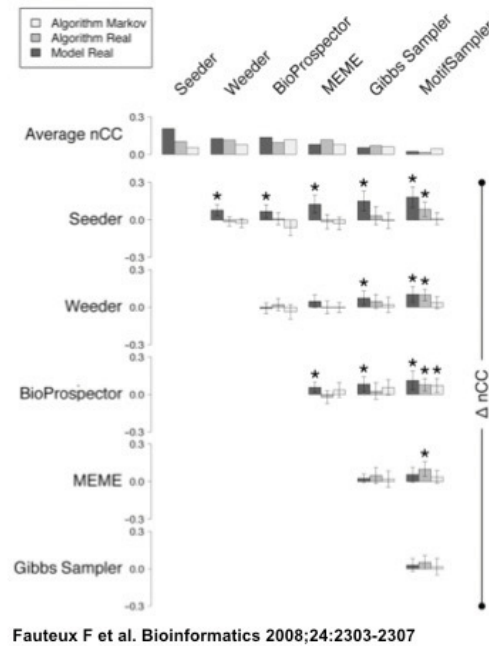 Algorithm Markov
Algorithm Real
Model Real
Seeder
Weeder
BioProspector
MEME
Gibbs Sampler
MotifSampler
Average nCC
0.3
0.0
Seeder
0.3
0.0
-0.3
Weeder
0.3
0.0
-0.3
BioProspector
0.3
0.0
-0.3
MEME
0.3
0.0
-0.3
Gibbs Sampler
0.3
0.0
-0.3
Δ nCC
Fauteux F et al. Bioinformatics 2008;24:2303-2307